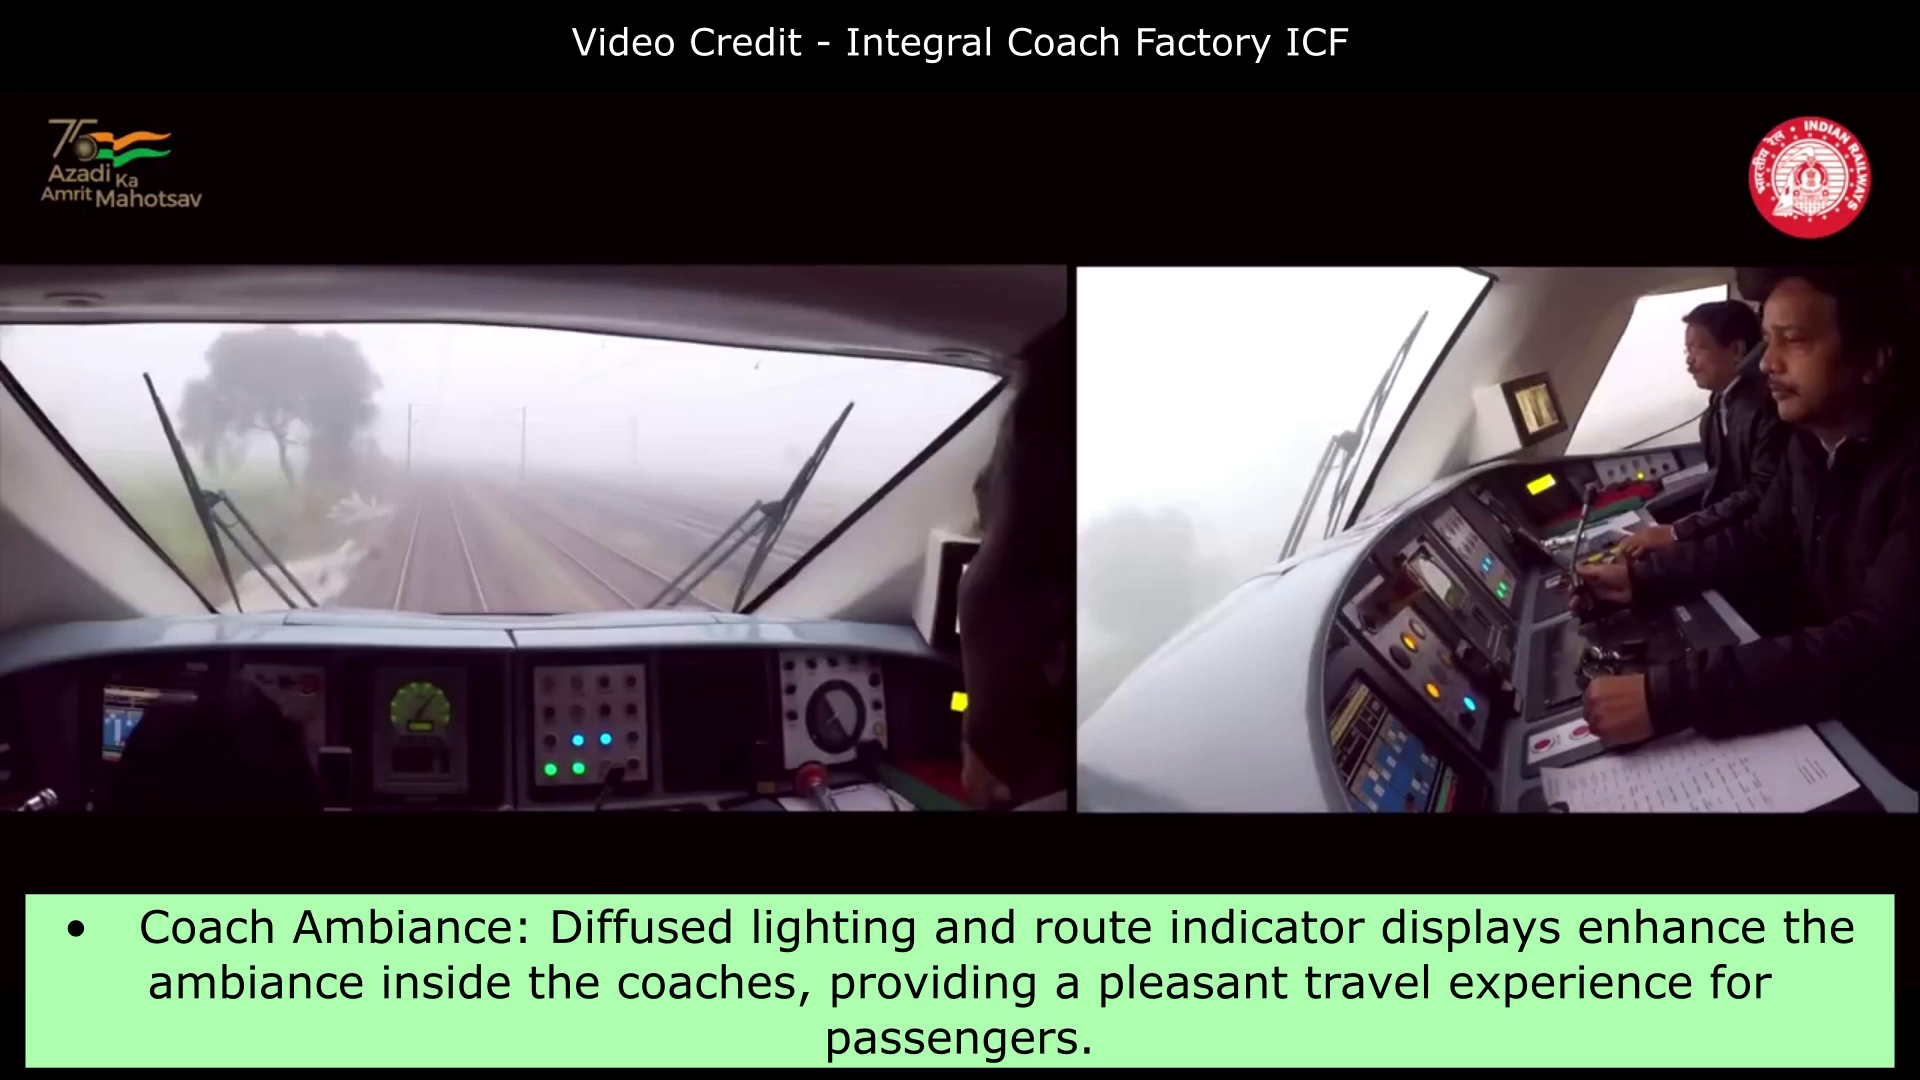 Video Credit - Integral Coach Factory ICF
75
Azadi Ka
Amrit Mahotsav
भारतीय रेल • INDIAN RAILWAYS
• Coach Ambiance: Diffused lighting and route indicator displays enhance the
ambiance inside the coaches, providing a pleasant travel experience for
passengers.